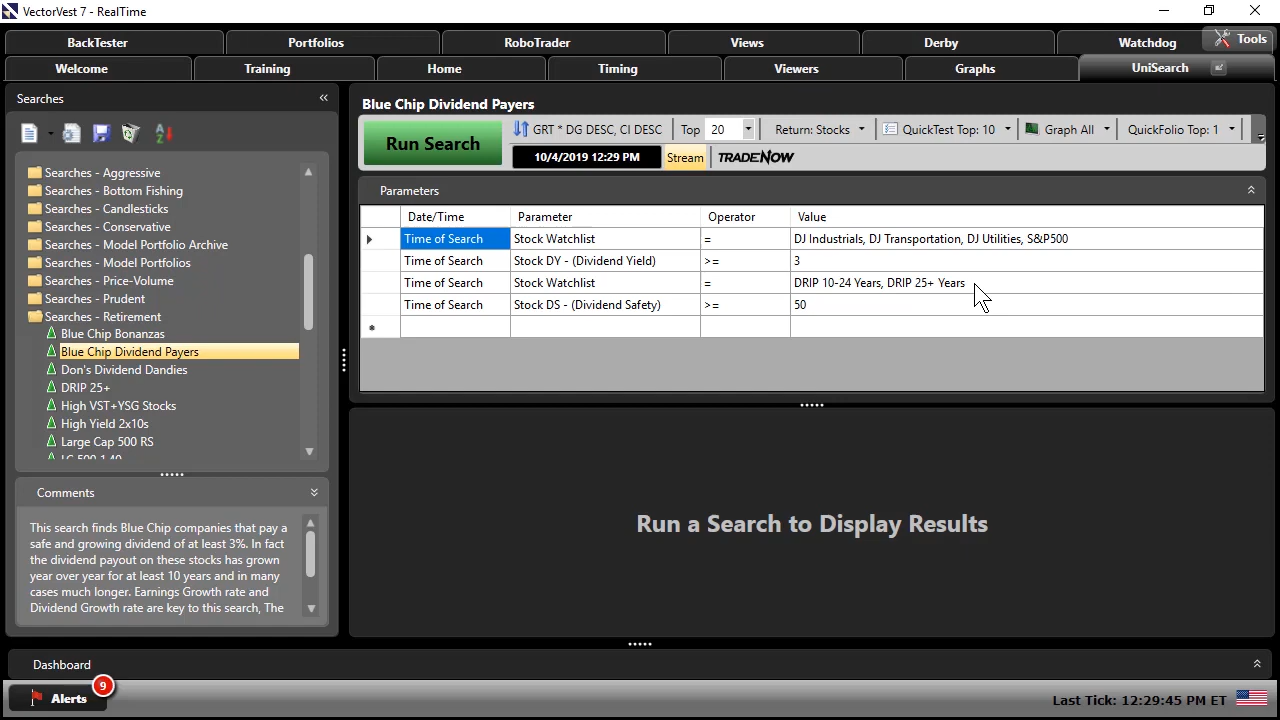 VectorVest 7 - RealTime
BackTester
Portfolios
RoboTrader
Views
Derby
Watchdog
Tools
Welcome
Training
Home
Timing
Viewers
Graphs
UniSearch
Searches
Searches - Aggressive
Searches - Bottom Fishing
Searches - Candlesticks
Searches - Conservative
Searches - Model Portfolio Archive
Searches - Model Portfolios
Searches - Price-Volume
Searches - Prudent
Searches - Retirement
Blue Chip Bonanzas
Blue Chip Dividend Payers
Don's Dividend Dandies
DRIP 25+
High VST+YSG Stocks
High Yield 2x10s
Large Cap 500 RS
LC 500 1.40
Comments
This search finds Blue Chip companies that pay a
safe and growing dividend of at least 3%. In fact
the dividend payout on these stocks has grown
year over year for at least 10 years and in many
cases much longer. Earnings Growth rate and
Dividend Growth rate are key to this search, The
Blue Chip Dividend Payers
Run Search
GRT * DG DESC, CI DESC
Top 20
Return: Stocks
QuickTest Top: 10
Graph All
QuickFolio Top: 1
10/4/2019 12:29 PM
Stream
TRADENOW
Parameters
Date/Time Parameter Operator Value
Time of Search Stock Watchlist = DJ Industrials, DJ Transportation, DJ Utilities, S&P500
Time of Search Stock DY - (Dividend Yield) >= 3
Time of Search Stock Watchlist = DRIP 10-24 Years, DRIP 25+ Years
Time of Search Stock DS - (Dividend Safety) >= 50
*
Run a Search to Display Results
Dashboard
Alerts
9
Last Tick: 12:29:45 PM ET